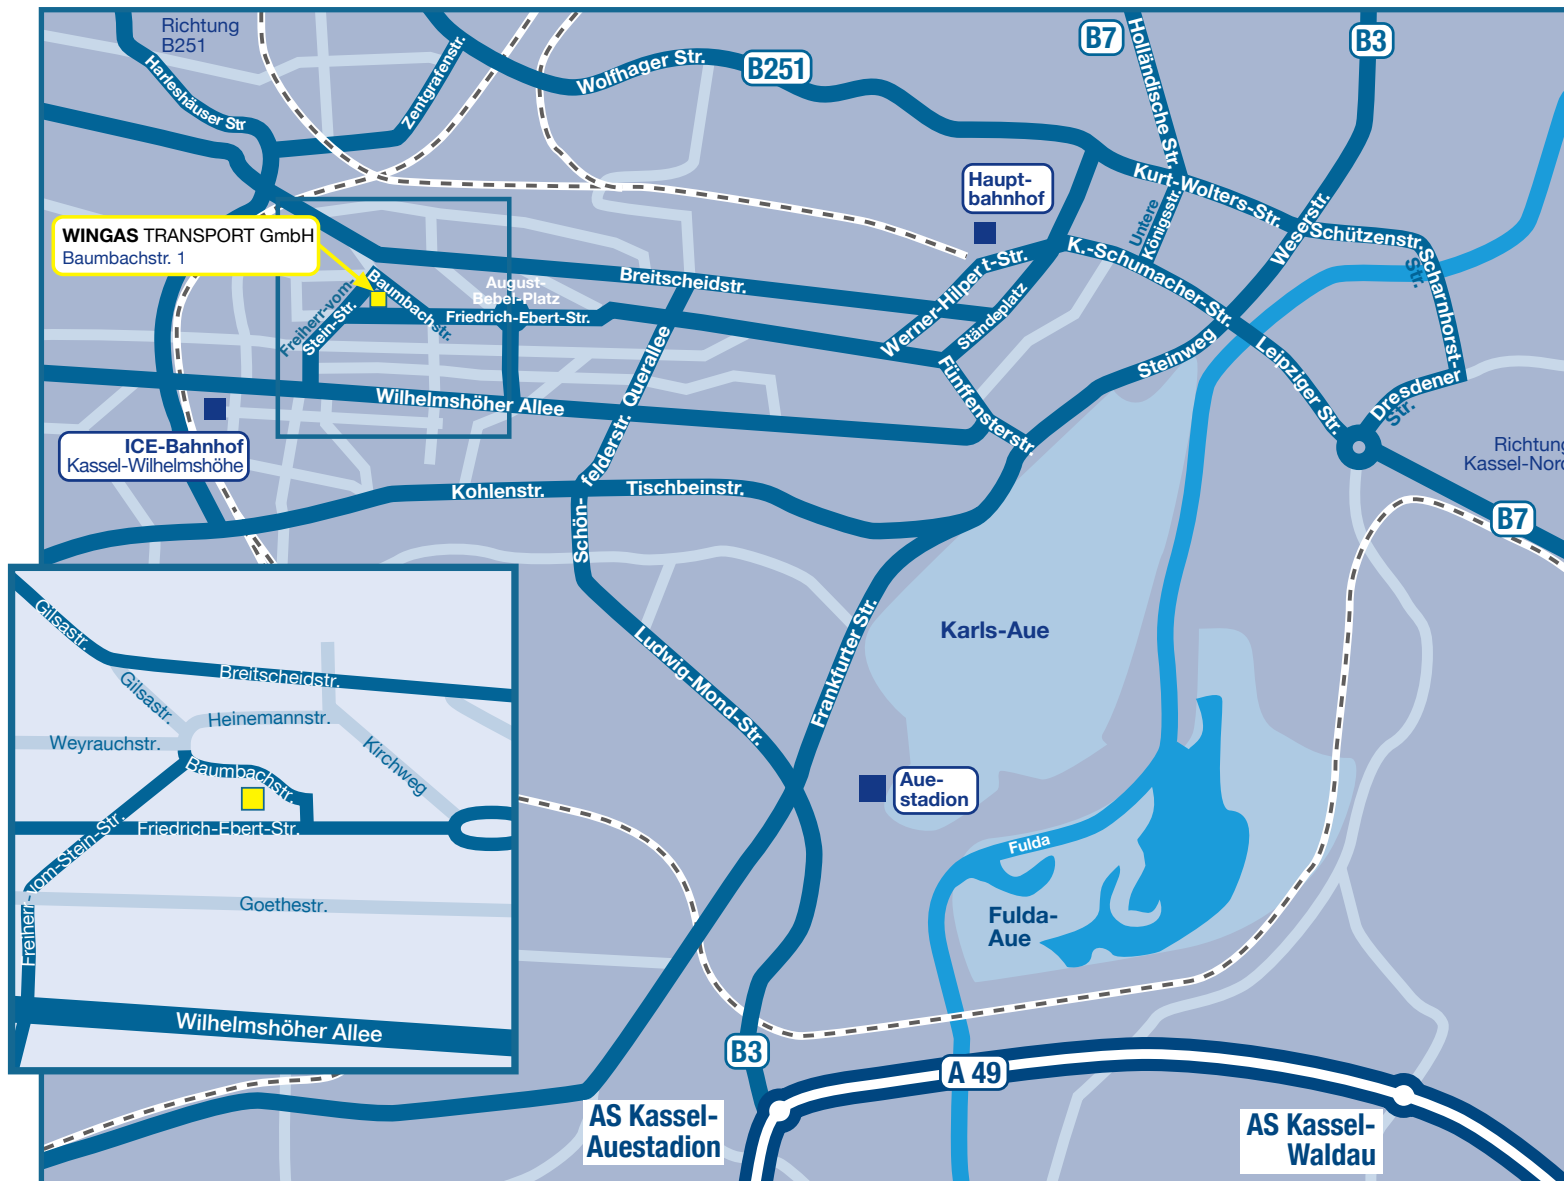 Richtung
B251
Harleshäuser Str
Zentgrafenstr.
Wolfhager Str.
B251
B7
Holländische Str.
B3
Haupt-
bahnhof
Kurt-Wolters-Str.
Untere
Königsstr.
Weserstr.
Schützenstr.
Scharnhorst-
Str.
WINGAS TRANSPORT GmbH
Baumbachstr. 1
Baumbachstr.
Freiherr-vom-
Stein-Str.
August-
Bebel-Platz
Friedrich-Ebert-Str.
Breitscheidstr.
Werner-Hilpert-Str.
Ständeplatz
K.-Schumacher-Str.
Steinweg
Leipziger Str.
Dresdener
Str.
Fünffensterstr.
Querallee
Wilhelmshöher Allee
ICE-Bahnhof
Kassel-Wilhelmshöhe
Richtung
Kassel-Nord
B7
Kohlenstr.
Tischbeinstr.
Schön-
felderstr.
Ludwig-Mond-Str.
Frankfurter Str.
Karls-Aue
Aue-
stadion
Fulda
Fulda-
Aue
Gilsastr.
Breitscheidstr.
Gilsastr.
Heinemannstr.
Weyrauchstr.
Kirchweg
Baumbachstr.
Friedrich-Ebert-Str.
Freiherr-vom-Stein-Str.
Goethestr.
Wilhelmshöher Allee
B3
A 49
AS Kassel-
Auestadion
AS Kassel-
Waldau